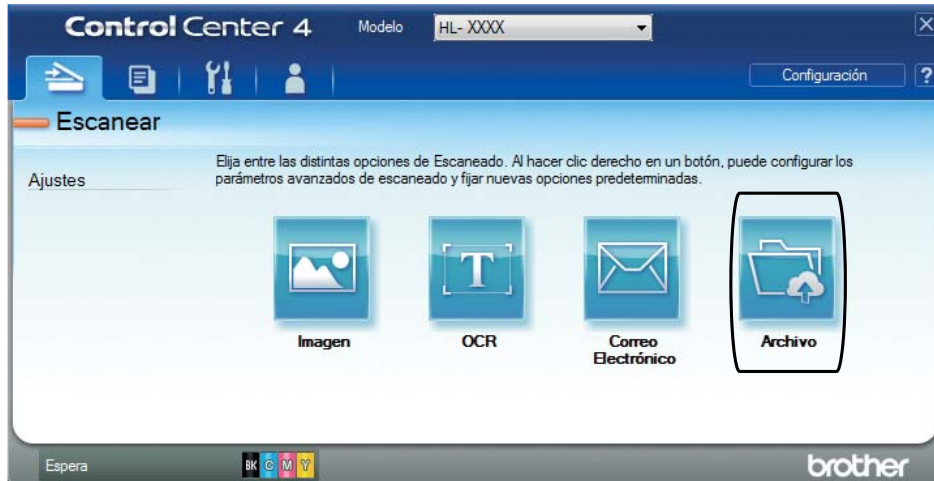 Control Center 4
Modelo
HL- XXXX
Configuración
?
Escanear
Ajustes
Elija entre las distintas opciones de Escaneado. Al hacer clic derecho en un botón, puede configurar los
parámetros avanzados de escaneado y fijar nuevas opciones predeterminadas.
T
Imagen
OCR
Correo
Electrónico
Archivo
Espera
BK C M Y
brother